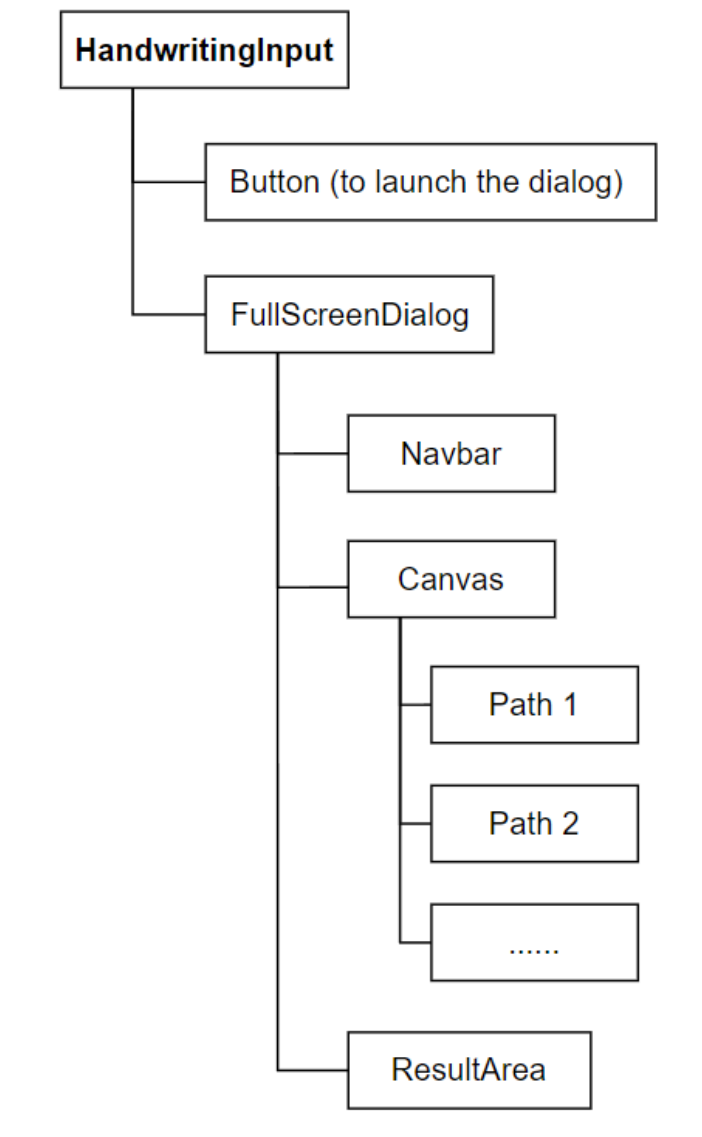 HandwritingInput
Button (to launch the dialog)
FullScreenDialog
Navbar
Canvas
Path 1
Path 2
......
ResultArea